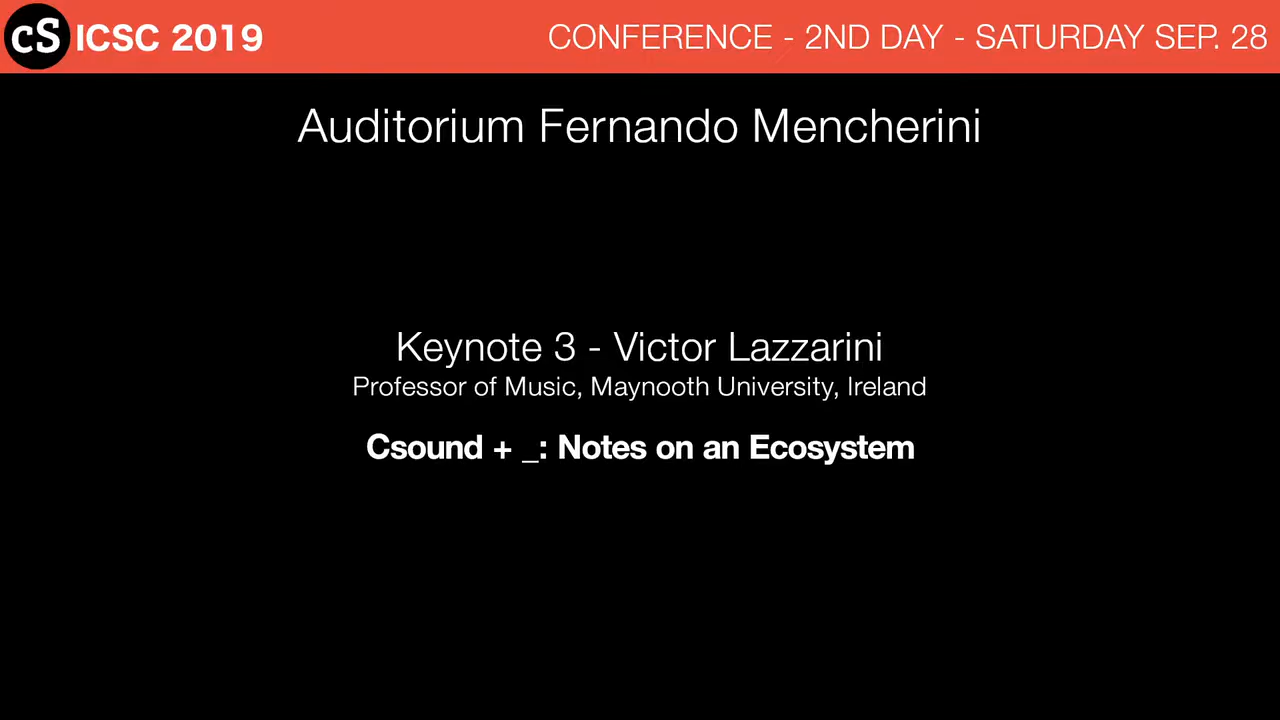 cS ICSC 2019
CONFERENCE - 2ND DAY - SATURDAY SEP. 28
Auditorium Fernando Mencherini
Keynote 3 - Victor Lazzarini
Professor of Music, Maynooth University, Ireland
Csound + _: Notes on an Ecosystem